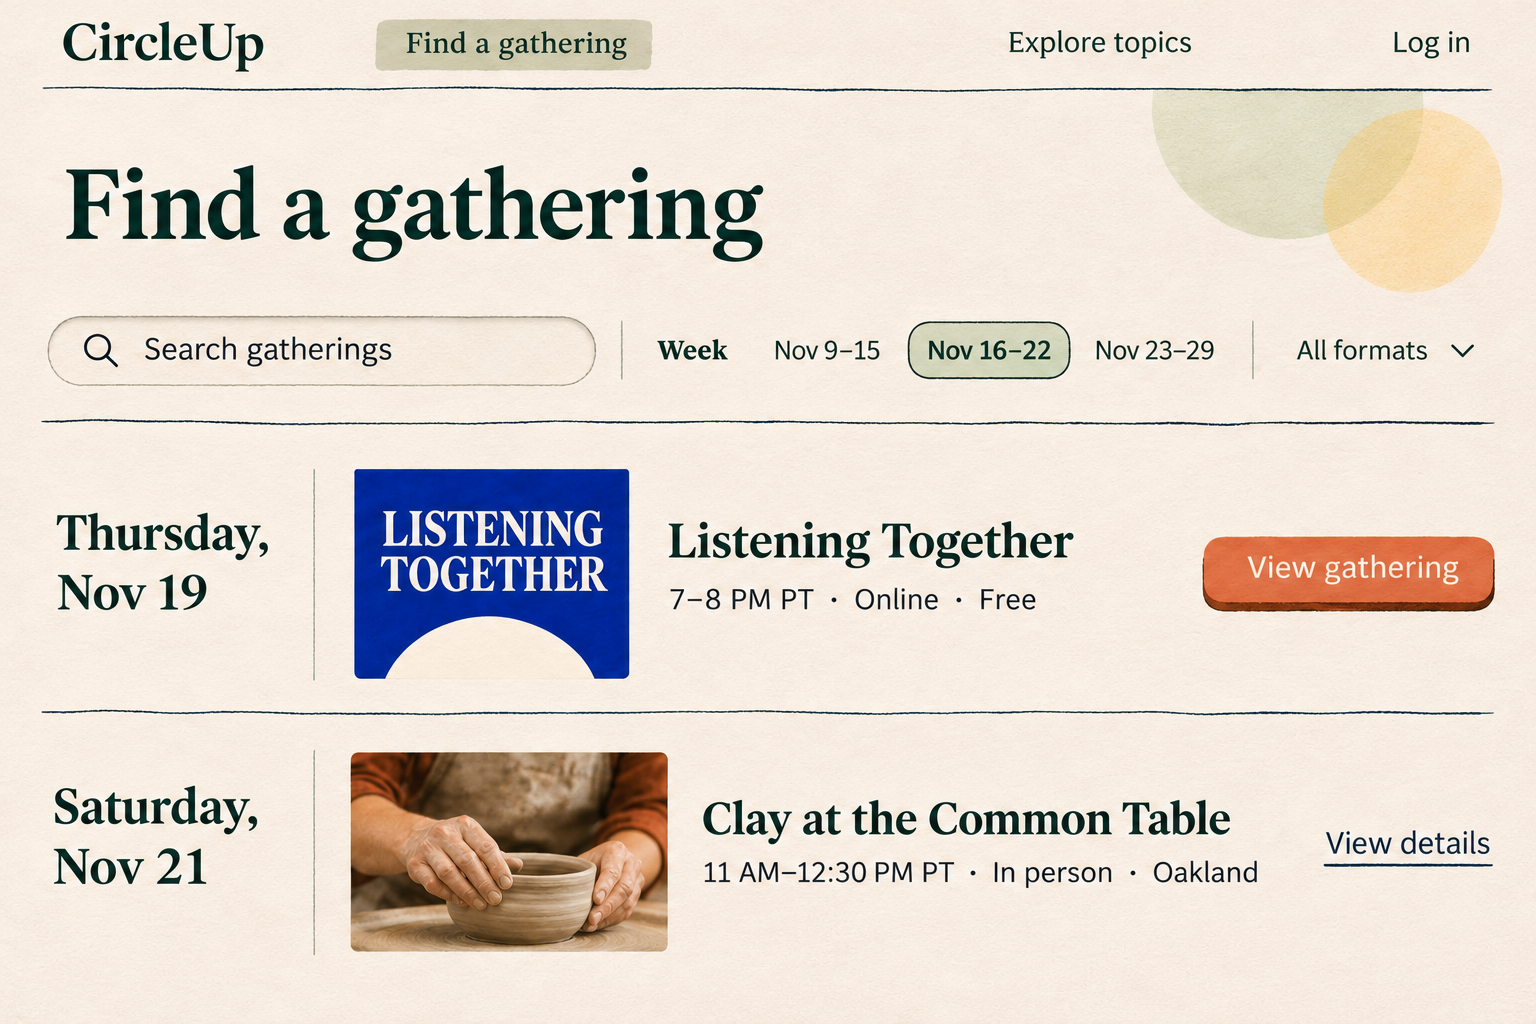 CircleUp
Find a gathering
Explore topics
Log in
Find a gathering
Search gatherings
Week
Nov 9–15
Nov 16–22
Nov 23–29
All formats
Thursday,
Nov 19
LISTENING
TOGETHER
Listening Together
7–8 PM PT · Online · Free
View gathering
Saturday,
Nov 21
Clay at the Common Table
11 AM–12:30 PM PT · In person · Oakland
View details